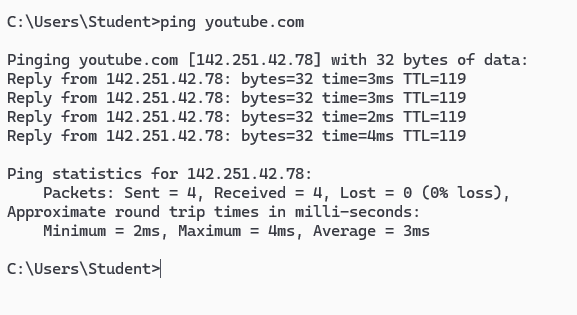 C:\Users\Student>ping youtube.com
Pinging youtube.com [142.251.42.78] with 32 bytes of data:
Reply from 142.251.42.78: bytes=32 time=3ms TTL=119
Reply from 142.251.42.78: bytes=32 time=3ms TTL=119
Reply from 142.251.42.78: bytes=32 time=2ms TTL=119
Reply from 142.251.42.78: bytes=32 time=4ms TTL=119
Ping statistics for 142.251.42.78:
    Packets: Sent = 4, Received = 4, Lost = 0 (0% loss),
Approximate round trip times in milli-seconds:
    Minimum = 2ms, Maximum = 4ms, Average = 3ms
C:\Users\Student>